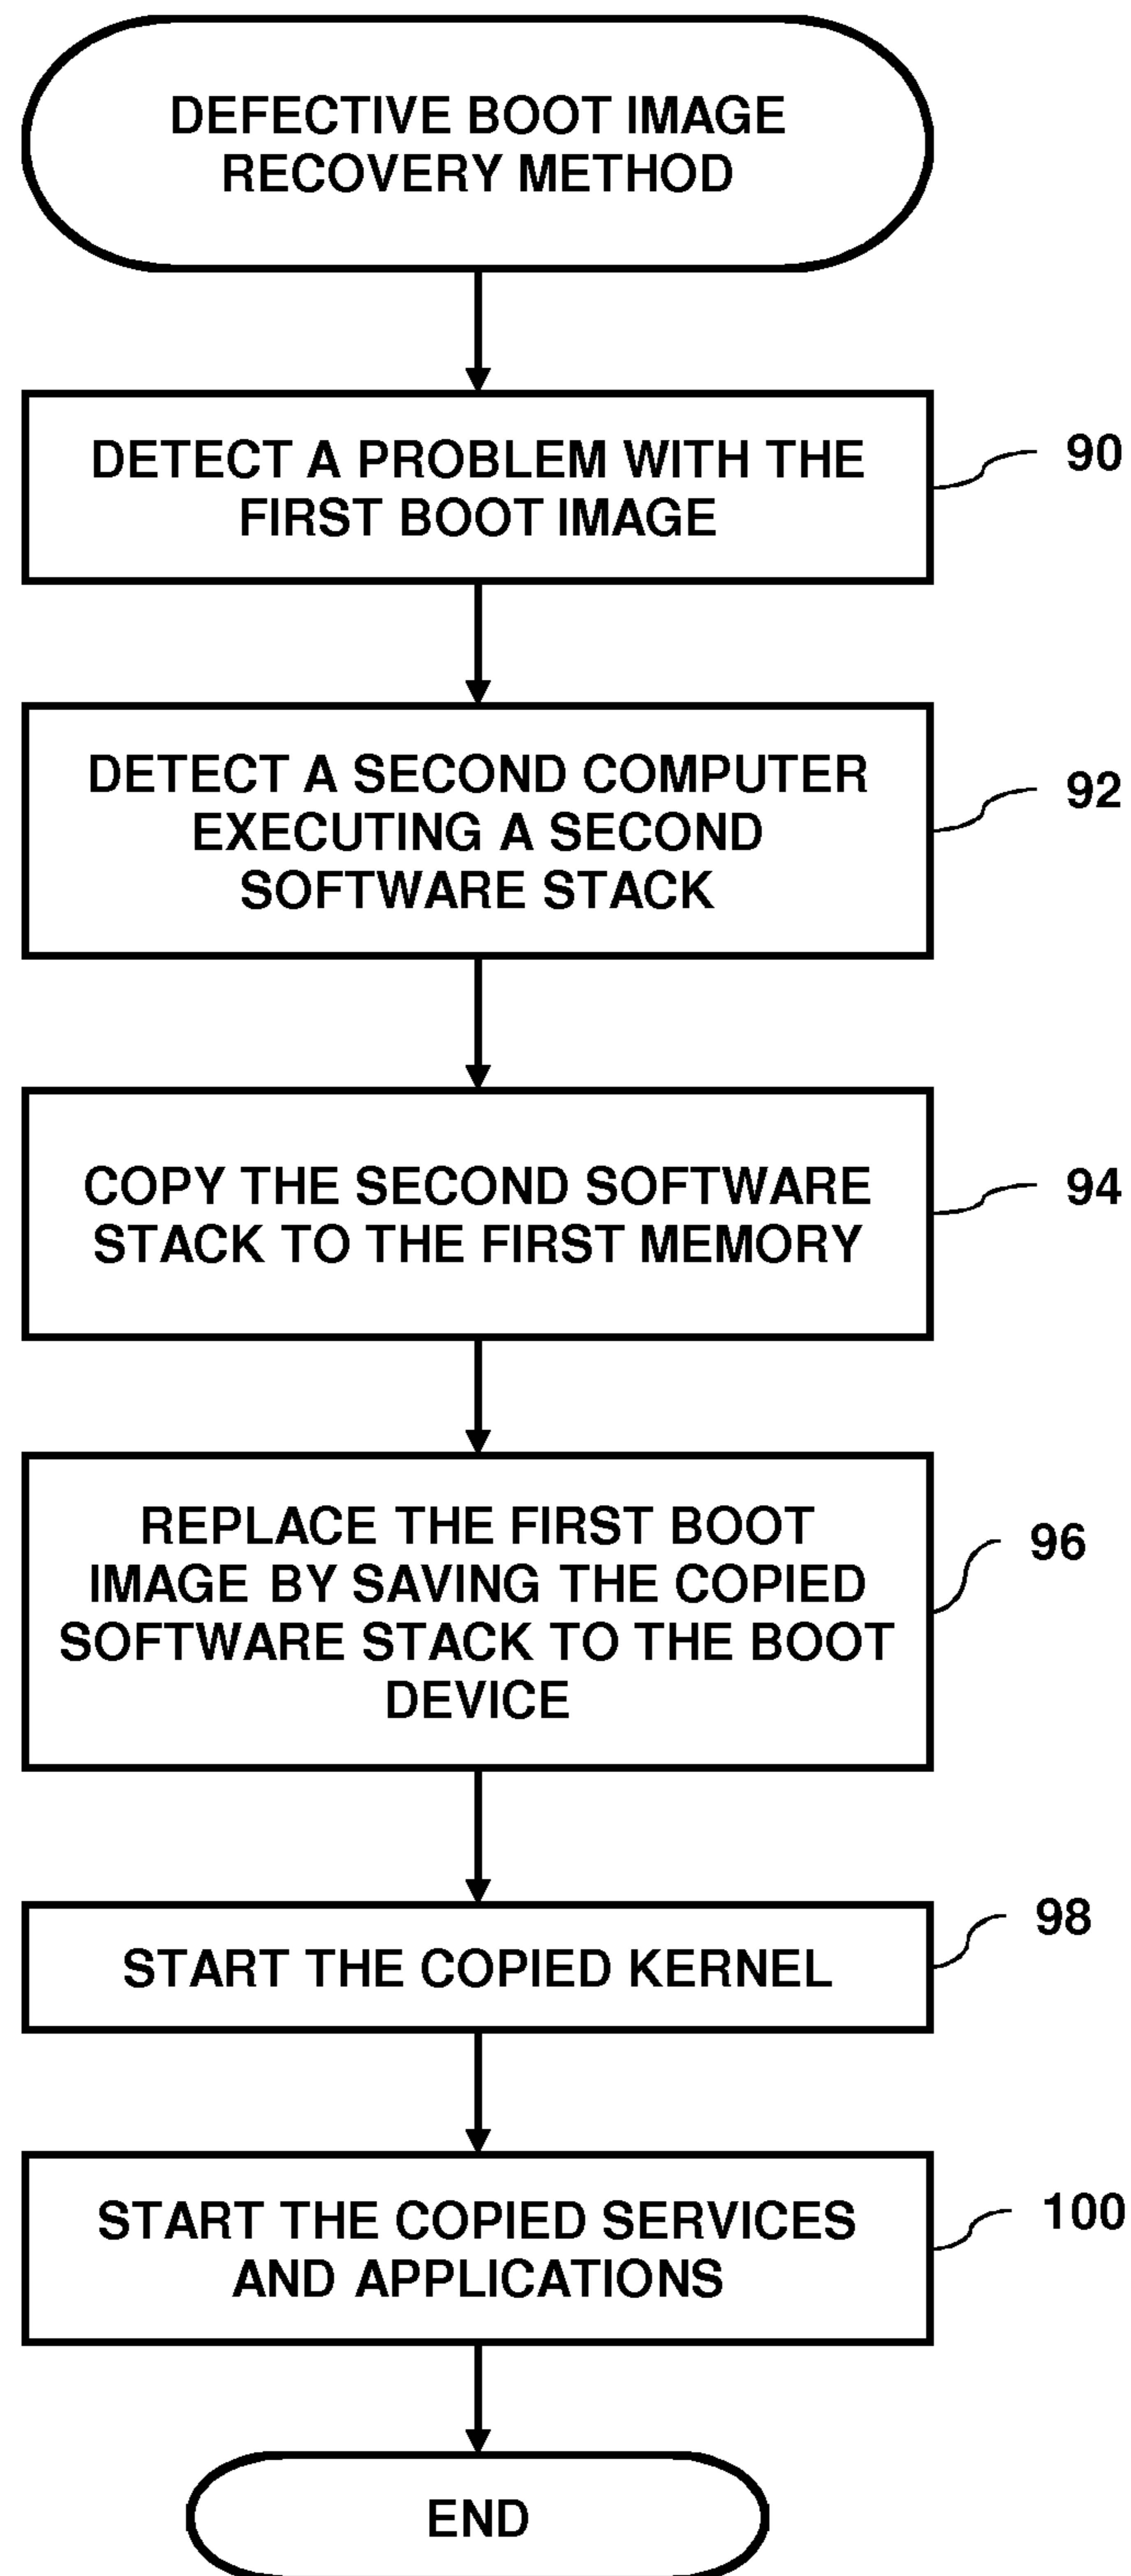 DEFECTIVE BOOT IMAGE
RECOVERY METHOD
DETECT A PROBLEM WITH THE
FIRST BOOT IMAGE
90
DETECT A SECOND COMPUTER
EXECUTING A SECOND
SOFTWARE STACK
92
COPY THE SECOND SOFTWARE
STACK TO THE FIRST MEMORY
94
REPLACE THE FIRST BOOT
IMAGE BY SAVING THE COPIED
SOFTWARE STACK TO THE BOOT
DEVICE
96
START THE COPIED KERNEL
98
START THE COPIED SERVICES
AND APPLICATIONS
100
END